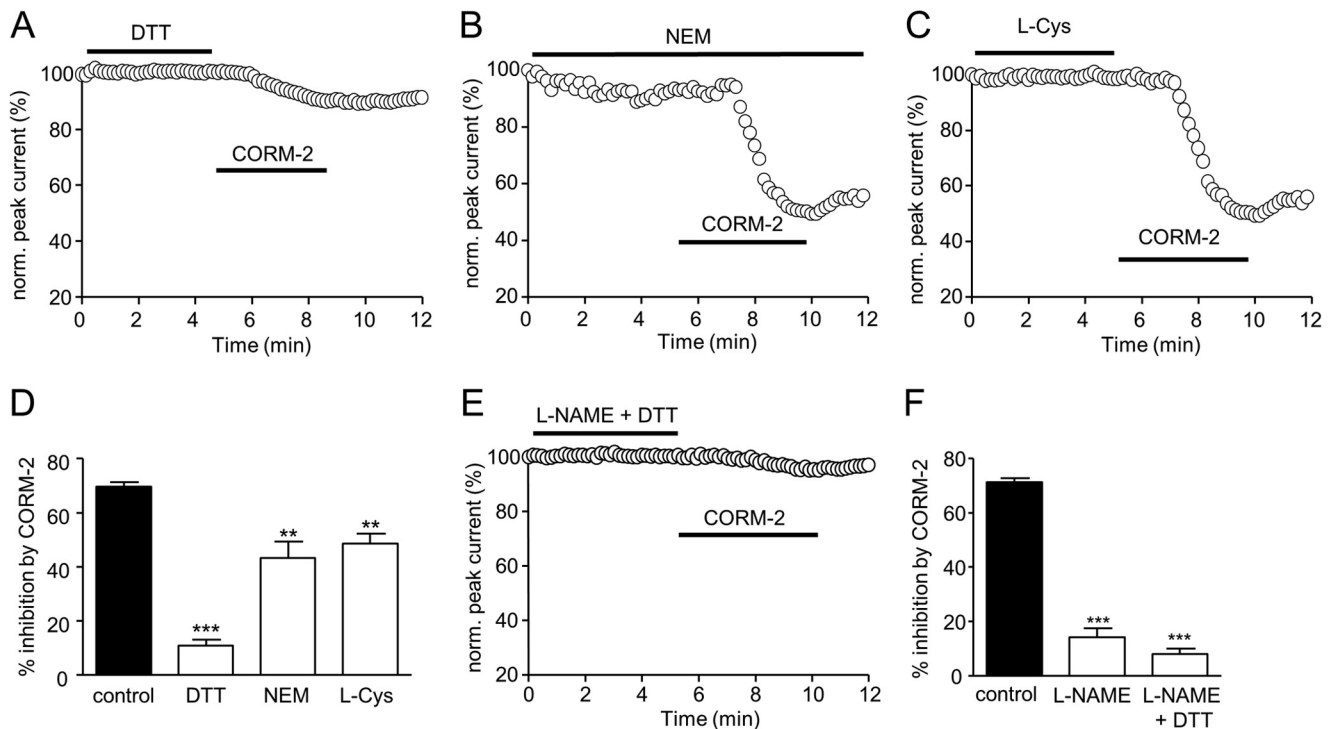 A
DTT
100
80
60
40
20
norm. peak current (%)
CORM-2
0 2 4 6 8 10 12
Time (min)
B
NEM
100
80
60
40
20
norm. peak current (%)
CORM-2
0 2 4 6 8 10 12
Time (min)
C
L-Cys
100
80
60
40
20
norm. peak current (%)
CORM-2
0 2 4 6 8 10 12
Time (min)
D
80
60
40
20
0
% inhibition by CORM-2
***
**
**
control DTT NEM L-Cys
E
L-NAME + DTT
100
80
60
40
20
norm. peak current (%)
CORM-2
0 2 4 6 8 10 12
Time (min)
F
80
60
40
20
0
% inhibition by CORM-2
***
***
control L-NAME L-NAME
+ DTT